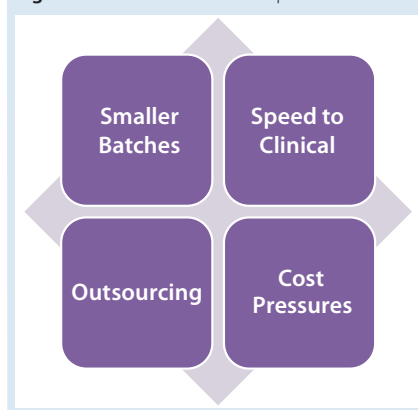 Smaller
Batches
Speed to
Clinical
Outsourcing
Cost
Pressures